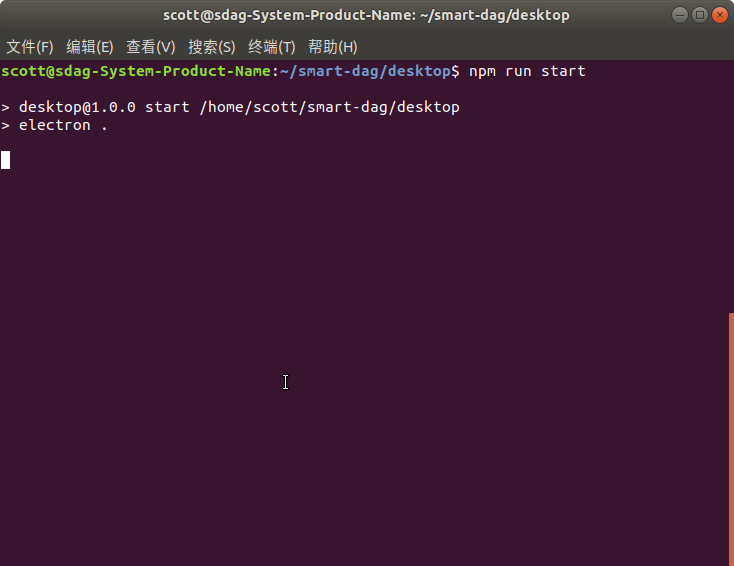 scott@sdag-System-Product-Name: ~/smart-dag/desktop
文件(F) 编辑(E) 查看(V) 搜索(S) 终端(T) 帮助(H)
scott@sdag-System-Product-Name:~/smart-dag/desktop$ npm run start
> desktop@1.0.0 start /home/scott/smart-dag/desktop
> electron .